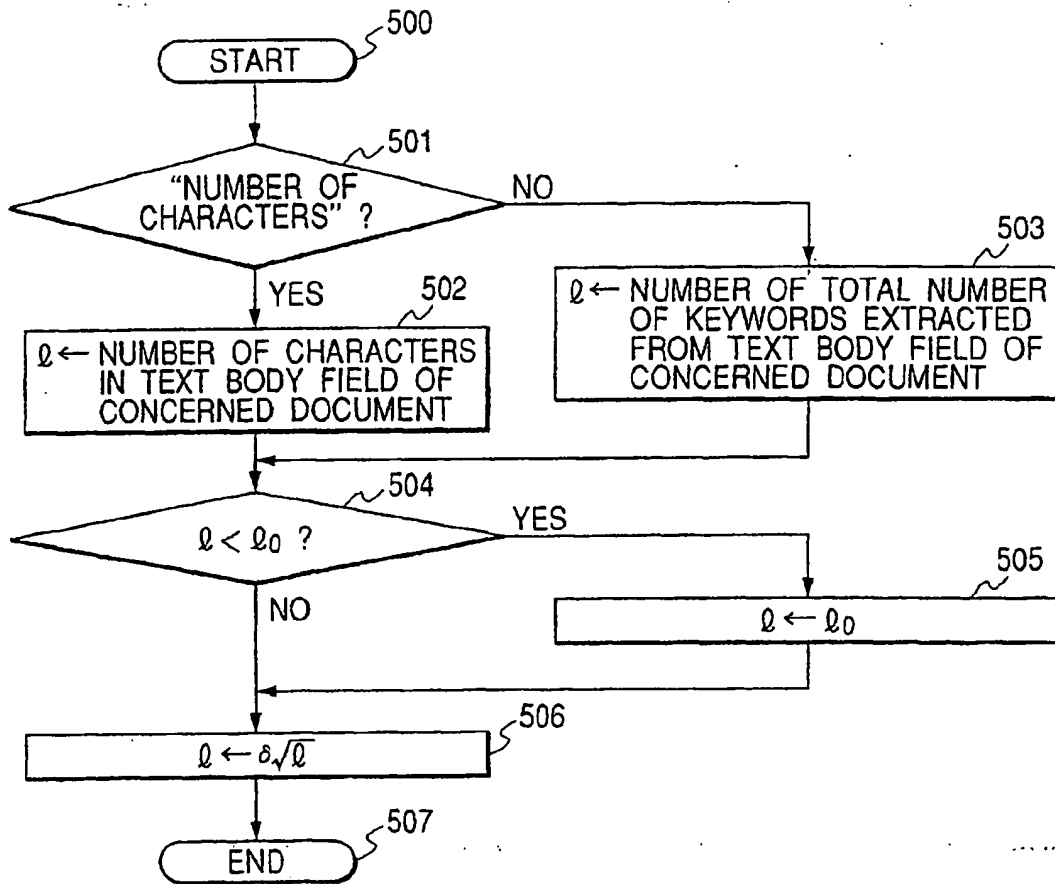 500
START
501
"NUMBER OF
CHARACTERS" ?
NO
YES
502
ℓ ← NUMBER OF CHARACTERS
IN TEXT BODY FIELD OF
CONCERNED DOCUMENT
503
ℓ ← NUMBER OF TOTAL NUMBER
OF KEYWORDS EXTRACTED
FROM TEXT BODY FIELD OF
CONCERNED DOCUMENT
504
ℓ < ℓ0 ?
YES
NO
505
ℓ ← ℓ0
506
ℓ ← δ√ℓ
507
END